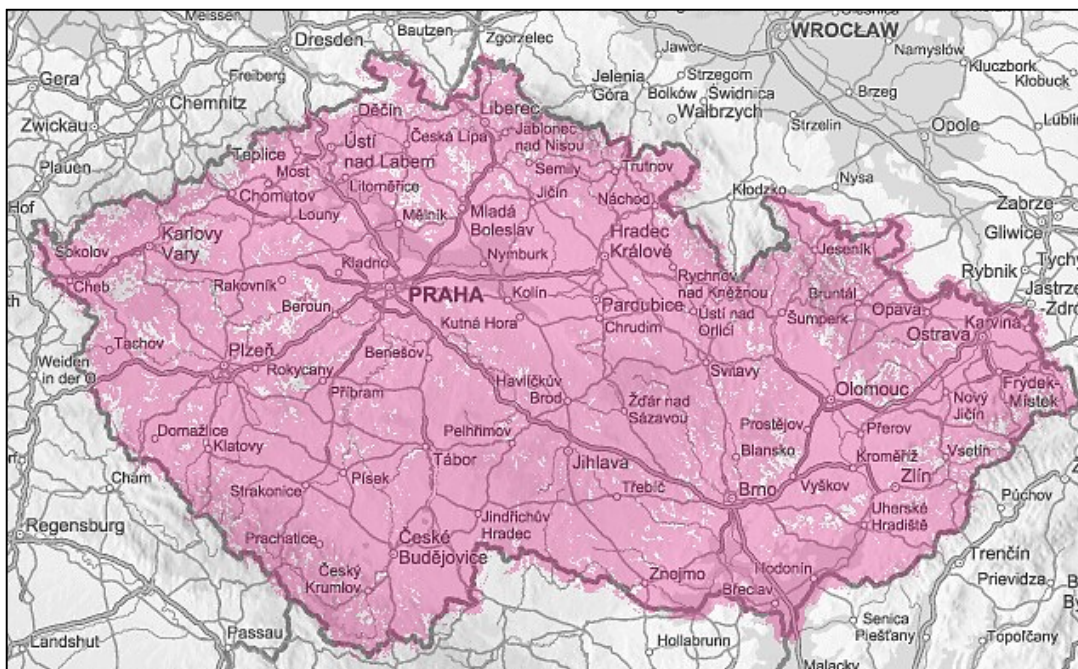 Meissen
Dresden
Bautzen
Zgorzelec
WROCŁAW
Oleśnica
Namysłów
Kluczbork
Kłobuck
Jawor
Strzegom
Jelenia
Góra
Bolków
Świdnica
Wałbrzych
Brzeg
Strzelin
Opole
Lubliniec
Gera
Freiberg
Chemnitz
Zwickau
Plauen
Hof
Děčín
Liberec
Ústí
nad Labem
Česká Lípa
Jablonec
nad Nisou
Teplice
Most
Semily
Trutnov
Chomutov
Litoměřice
Jičín
Náchod
Kłodzko
Nysa
Zabrze
Gliwice
Louny
Mělník
Mladá
Boleslav
Hradec
Králové
Karlovy
Vary
Sokolov
Cheb
Kladno
Nymburk
Jeseník
Rybnik
Tychy
Rakovník
PRAHA
Kolín
Rychnov
nad Kněžnou
Bruntál
Jastrzę
-Zdró
Beroun
Kutná Hora
Pardubice
Chrudim
Ústí nad
Orlicí
Šumperk
Opava
Karviná
Ostrava
Tachov
Plzeň
Benešov
Weiden
in der O
Rokycany
Příbram
Havlíčkův
Brod
Svitavy
Olomouc
Frýdek-
Místek
Žďár nad
Sázavou
Nový
Jičín
Domažlice
Klatovy
Pelhřimov
Prostějov
Přerov
Tábor
Jihlava
Blansko
Kroměříž
Vsetín
Cham
Strakonice
Písek
Třebíč
Brno
Vyškov
Zlín
Púchov
Regensburg
Jindřichův
Hradec
Uherské
Hradiště
Prachatice
České
Budějovice
Trenčín
Český
Krumlov
Znojmo
Hodonín
Břeclav
Prievidza
Landshut
Passau
Hollabrunn
Senica
Piešťany
Topoľčany
Malacky